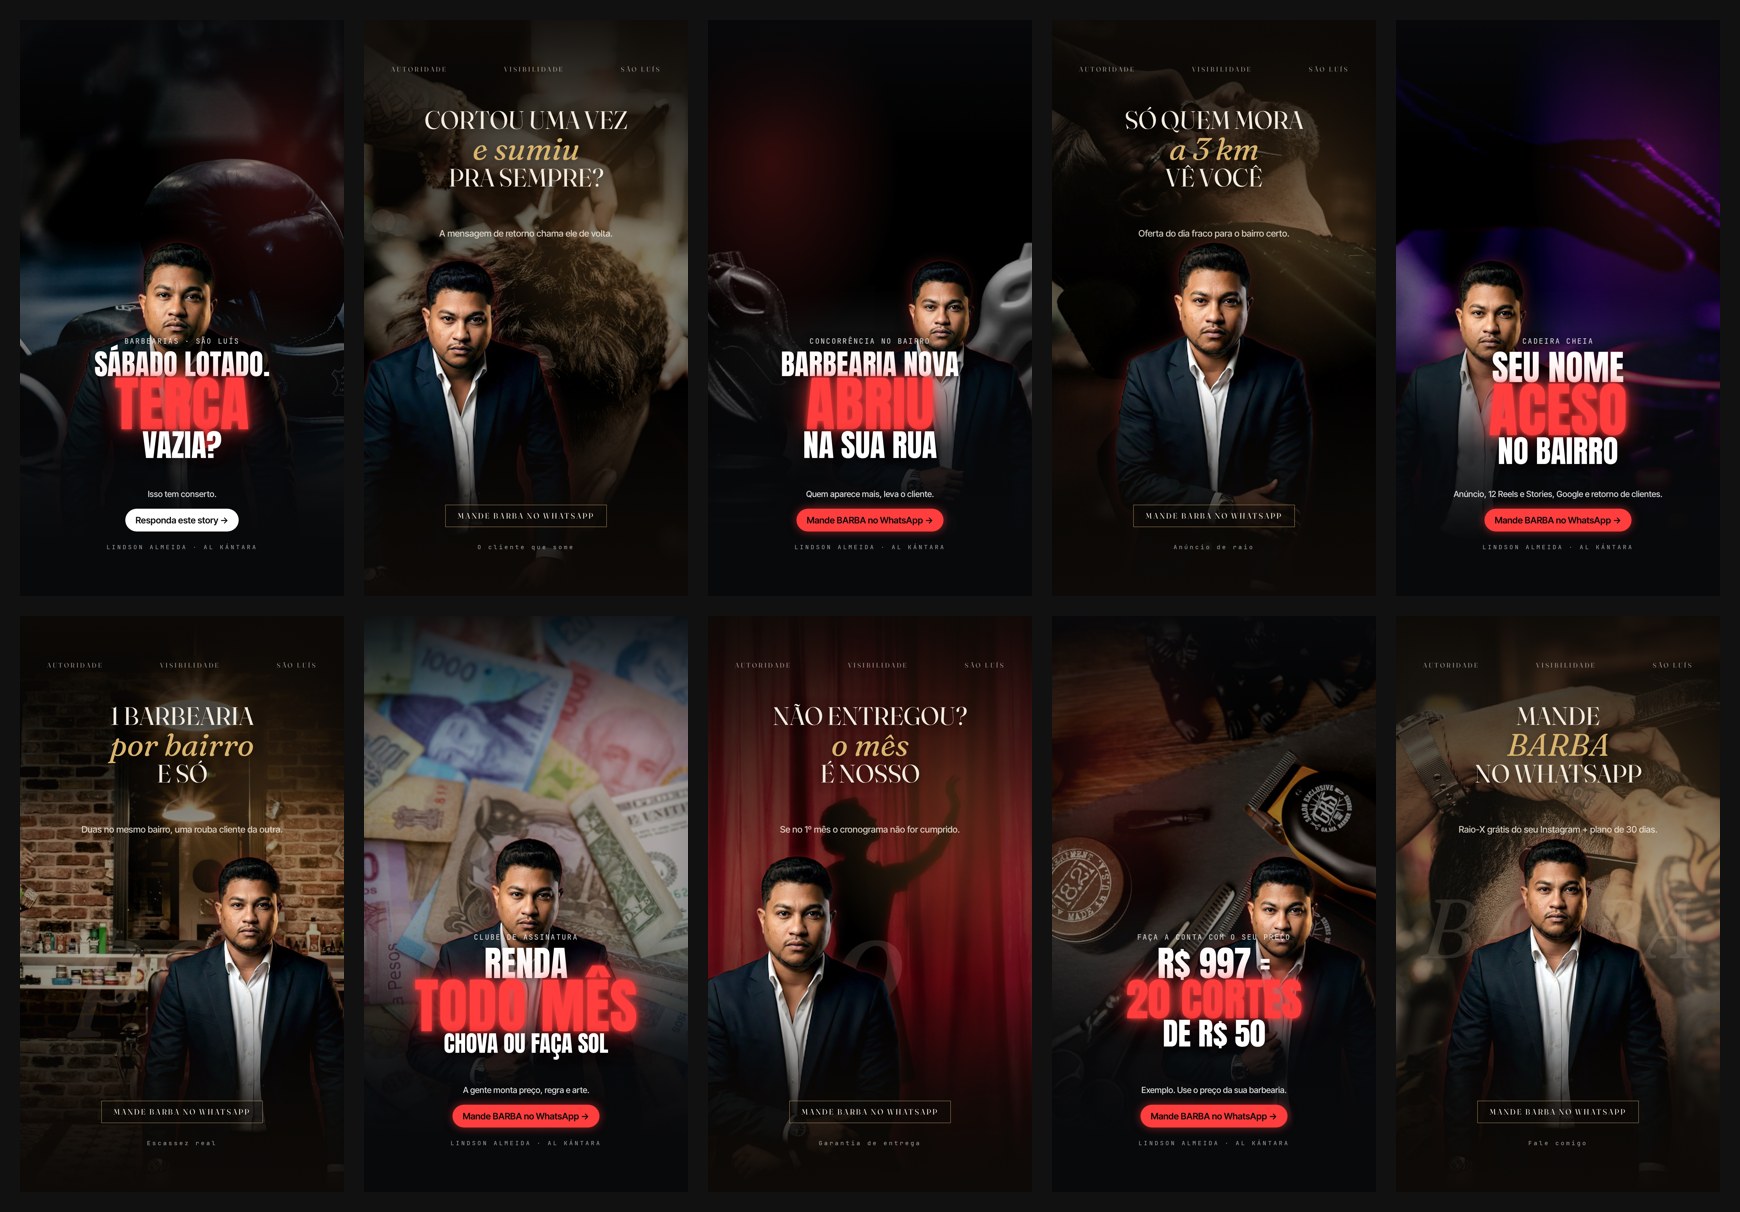 BARBEARIAS · SÃO LUÍS
SÁBADO LOTADO.
TERÇA
VAZIA?
Isso tem conserto.
Responda este story →
LINDSON ALMEIDA · AL KÁNTARA
AUTORIDADE VISIBILIDADE SÃO LUÍS
CORTOU UMA VEZ
e sumiu
PRA SEMPRE?
A mensagem de retorno chama ele de volta.
MANDE BARBA NO WHATSAPP
O cliente que some
CONCORRÊNCIA NO BAIRRO
BARBEARIA NOVA
ABRIU
NA SUA RUA
Quem aparece mais, leva o cliente.
Mande BARBA no WhatsApp →
LINDSON ALMEIDA · AL KÁNTARA
AUTORIDADE VISIBILIDADE SÃO LUÍS
SÓ QUEM MORA
a 3 km
VÊ VOCÊ
Oferta do dia fraco para o bairro certo.
MANDE BARBA NO WHATSAPP
Anúncio de raio
CADEIRA CHEIA
SEU NOME
ACESO
NO BAIRRO
Anúncio, 12 Reels e Stories, Google e retorno de clientes.
Mande BARBA no WhatsApp →
LINDSON ALMEIDA · AL KÁNTARA
AUTORIDADE VISIBILIDADE SÃO LUÍS
1 BARBEARIA
por bairro
E SÓ
Duas no mesmo bairro, uma rouba cliente da outra.
MANDE BARBA NO WHATSAPP
Escassez real
1000
Pesos
CLUBE DE ASSINATURA
RENDA
TODO MÊS
CHOVA OU FAÇA SOL
A gente monta preço, regra e arte.
Mande BARBA no WhatsApp →
LINDSON ALMEIDA · AL KÁNTARA
AUTORIDADE VISIBILIDADE SÃO LUÍS
NÃO ENTREGOU?
o mês
É NOSSO
Se no 1º mês o cronograma não for cumprido.
MANDE BARBA NO WHATSAPP
Garantia de entrega
18.21
FAÇA A CONTA COM O SEU PREÇO
R$ 997 =
20 CORTES
DE R$ 50
Exemplo. Use o preço da sua barbearia.
Mande BARBA no WhatsApp →
LINDSON ALMEIDA · AL KÁNTARA
AUTORIDADE VISIBILIDADE SÃO LUÍS
MANDE
BARBA
NO WHATSAPP
Raio-X grátis do seu Instagram + plano de 30 dias.
MANDE BARBA NO WHATSAPP
Fale comigo